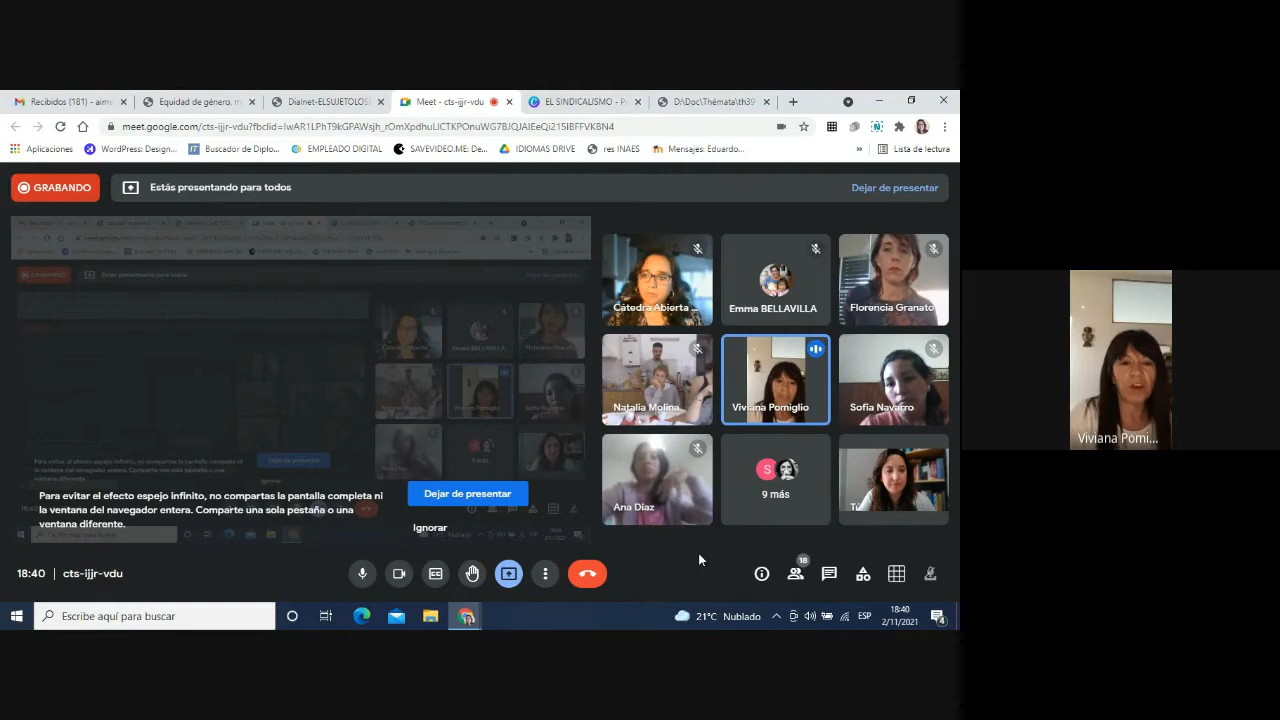 Recibidos (181) - aime
Equidad de género, m
Dialnet-ELSUJETOLOSI
Meet - cts-ijjr-vdu
EL SINDICALISMO - P
D:\Doc\Thémata\th39
meet.google.com/cts-ijjr-vdu?fbclid=
Aplicaciones
WordPress: Design...
Buscador de Diplo...
EMPLEADO DIGITAL
SAVEVIDEO.ME: De...
IDIOMAS DRIVE
res INAES
Mensajes: Eduardo...
»
Lista de lectura
GRABANDO
Estás presentando para todos
Dejar de presentar
Cátedra Abierta ...
Emma BELLAVILLA
Florencia Granato
Natalia Molina
Viviana Pomiglio
Sofia Navarro
Viviana Pomi...
Ana Diaz
S
9 más
Tú
Para evitar el efecto espejo infinito, no compartas la pantalla completa ni
la ventana del navegador entera. Comparte una sola pestaña o una
ventana diferente.
Dejar de presentar
Ignorar
18:40
cts-ijjr-vdu
18
Escribe aquí para buscar
21°C Nublado
ESP
18:40
2/11/2021
4